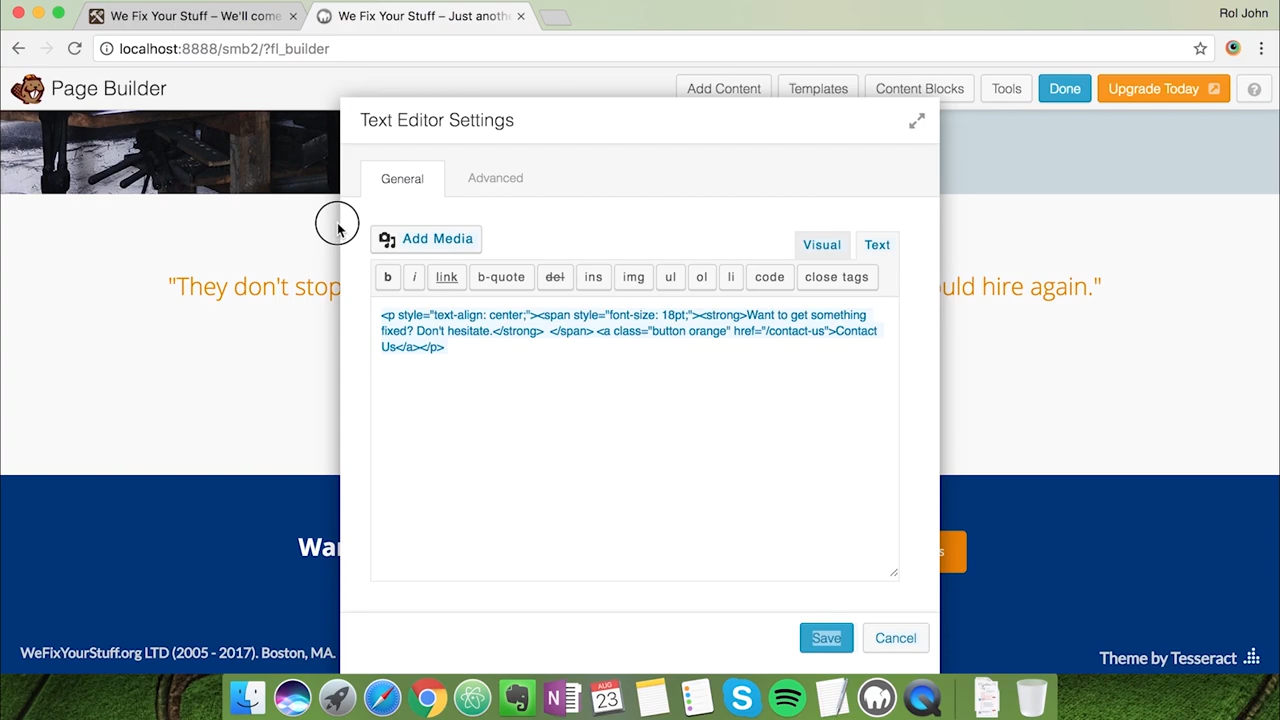 We Fix Your Stuff – We'll come
We Fix Your Stuff – Just anoth
Rol John
localhost:8888/smb2/?fl_builder
Page Builder
Add Content
Templates
Content Blocks
Tools
Done
Upgrade Today
?
Text Editor Settings
General
Advanced
Add Media
Visual
Text
b
i
link
b-quote
del
ins
img
ul
ol
li
code
close tags
"They don't stop
uld hire again."
<p style="text-align: center;"><span style="font-size: 18pt;"><strong>Want to get something
fixed? Don't hesitate.</strong>  </span> <a class="button orange" href="/contact-us">Contact
Us</a></p>
Wa
s
Save
Cancel
WeFixYourStuff.org LTD (2005 - 2017). Boston, MA.
Theme by Tesseract
AUG
23